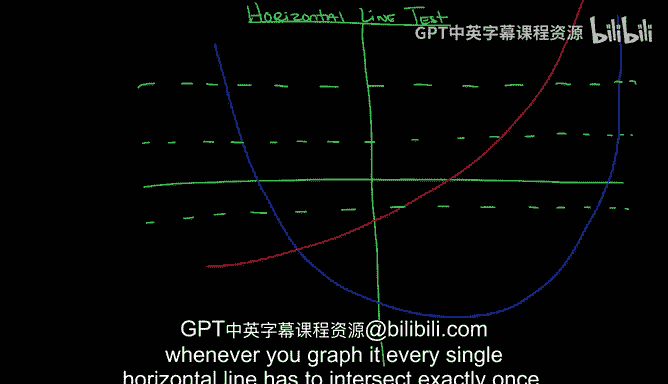 HORIZONTAL LINE TEST
GPT中英字幕课程资源 bilibili
GPT中英字幕课程资源@bilibili.com
whenever you graph it every single
horizontal line has to intersect exactly once